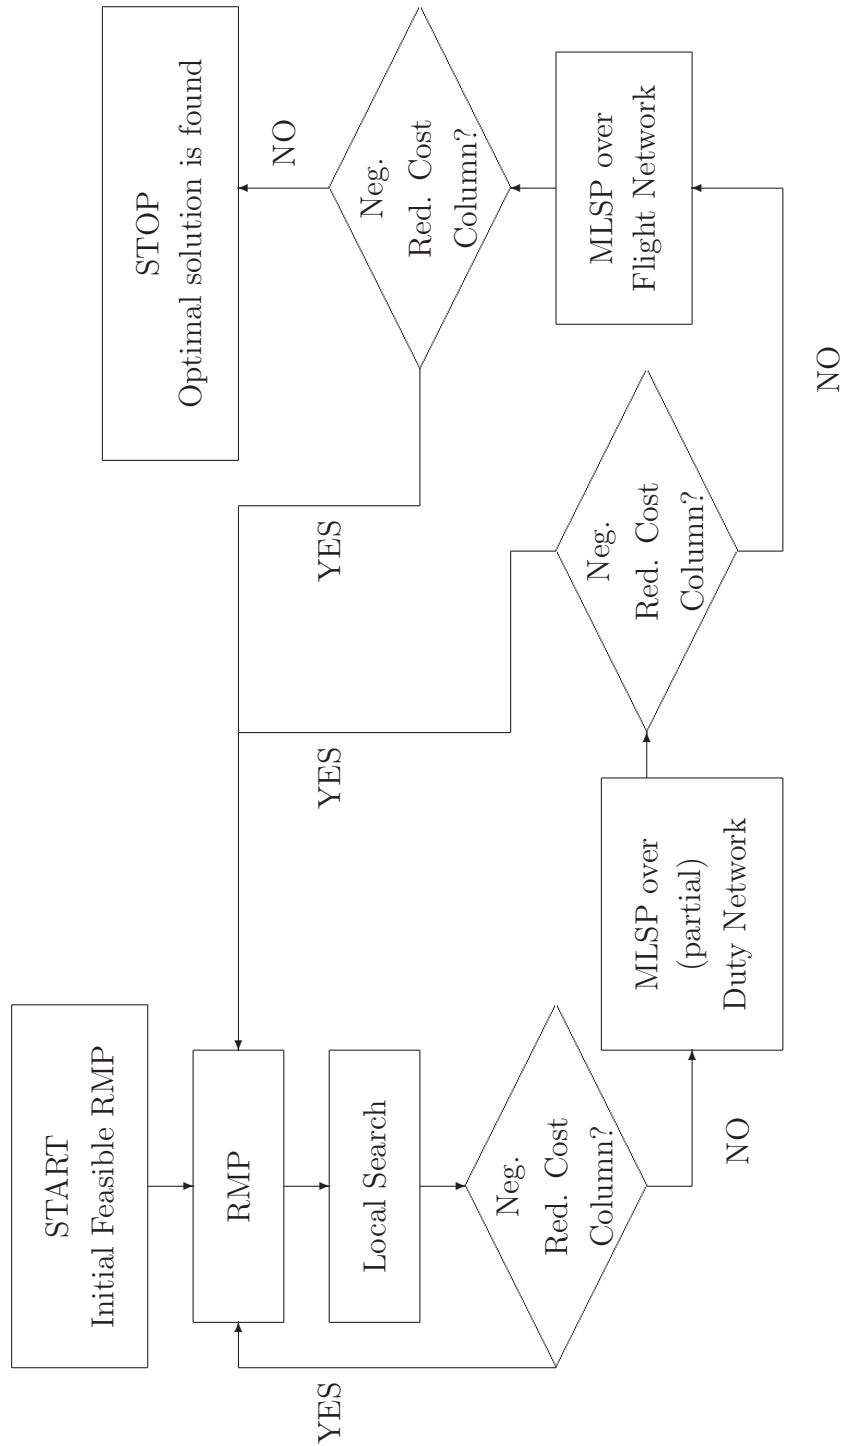 START
Initial Feasible RMP
RMP
Local Search
Neg.
Red. Cost
Column?
YES
NO
MLSP over
(partial)
Duty Network
Neg.
Red. Cost
Column?
YES
NO
MLSP over
Flight Network
Neg.
Red. Cost
Column?
YES
NO
STOP
Optimal solution is found